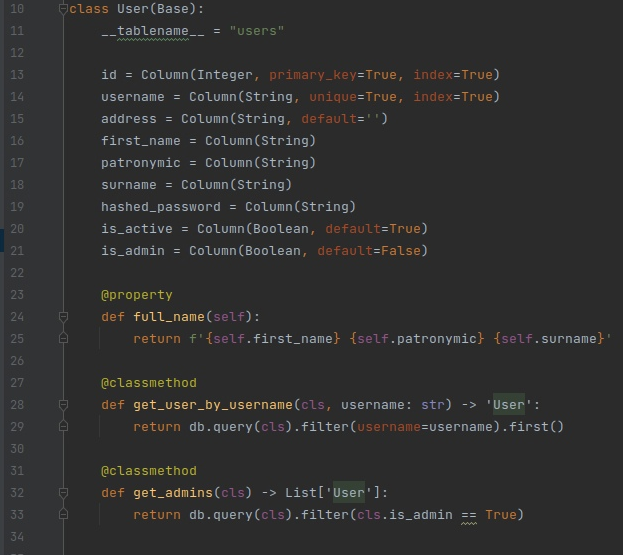 10 class User(Base):
11     __tablename__ = "users"
12
13     id = Column(Integer, primary_key=True, index=True)
14     username = Column(String, unique=True, index=True)
15     address = Column(String, default='')
16     first_name = Column(String)
17     patronymic = Column(String)
18     surname = Column(String)
19     hashed_password = Column(String)
20     is_active = Column(Boolean, default=True)
21     is_admin = Column(Boolean, default=False)
22
23     @property
24     def full_name(self):
25         return f'{self.first_name} {self.patronymic} {self.surname}'
26
27     @classmethod
28     def get_user_by_username(cls, username: str) -> 'User':
29         return db.query(cls).filter(username=username).first()
30
31     @classmethod
32     def get_admins(cls) -> List['User']:
33         return db.query(cls).filter(cls.is_admin == True)
34